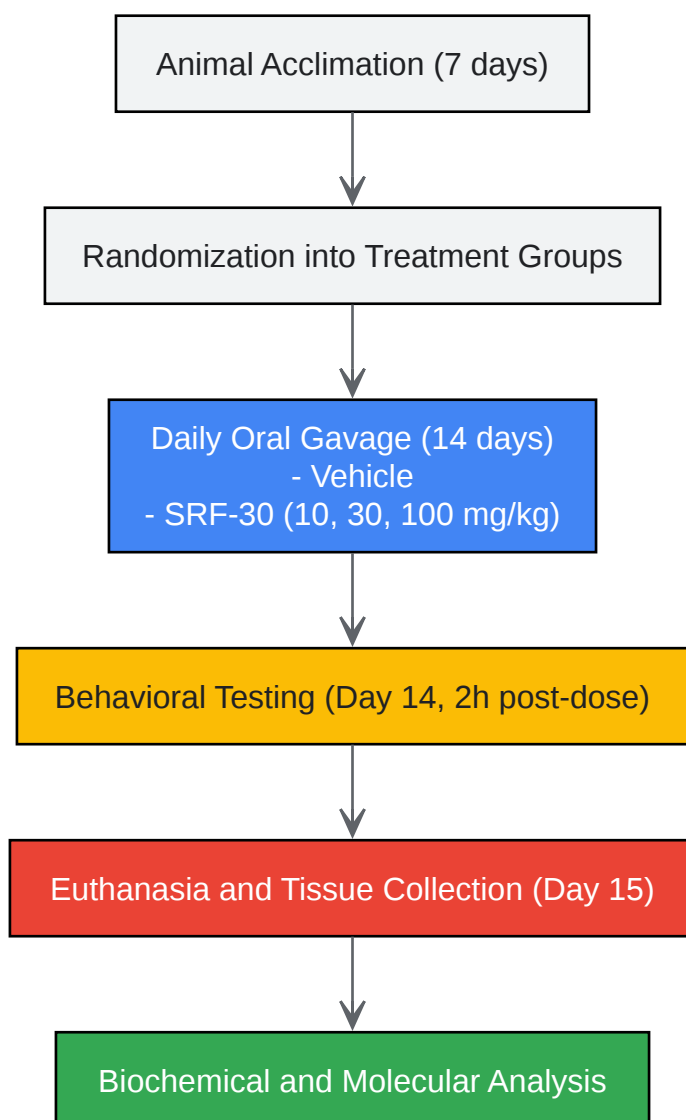 Animal Acclimation (7 days)
Randomization into Treatment Groups
Daily Oral Gavage (14 days)
- Vehicle
- SRF-30 (10, 30, 100 mg/kg)
Behavioral Testing (Day 14, 2h post-dose)
Euthanasia and Tissue Collection (Day 15)
Biochemical and Molecular Analysis